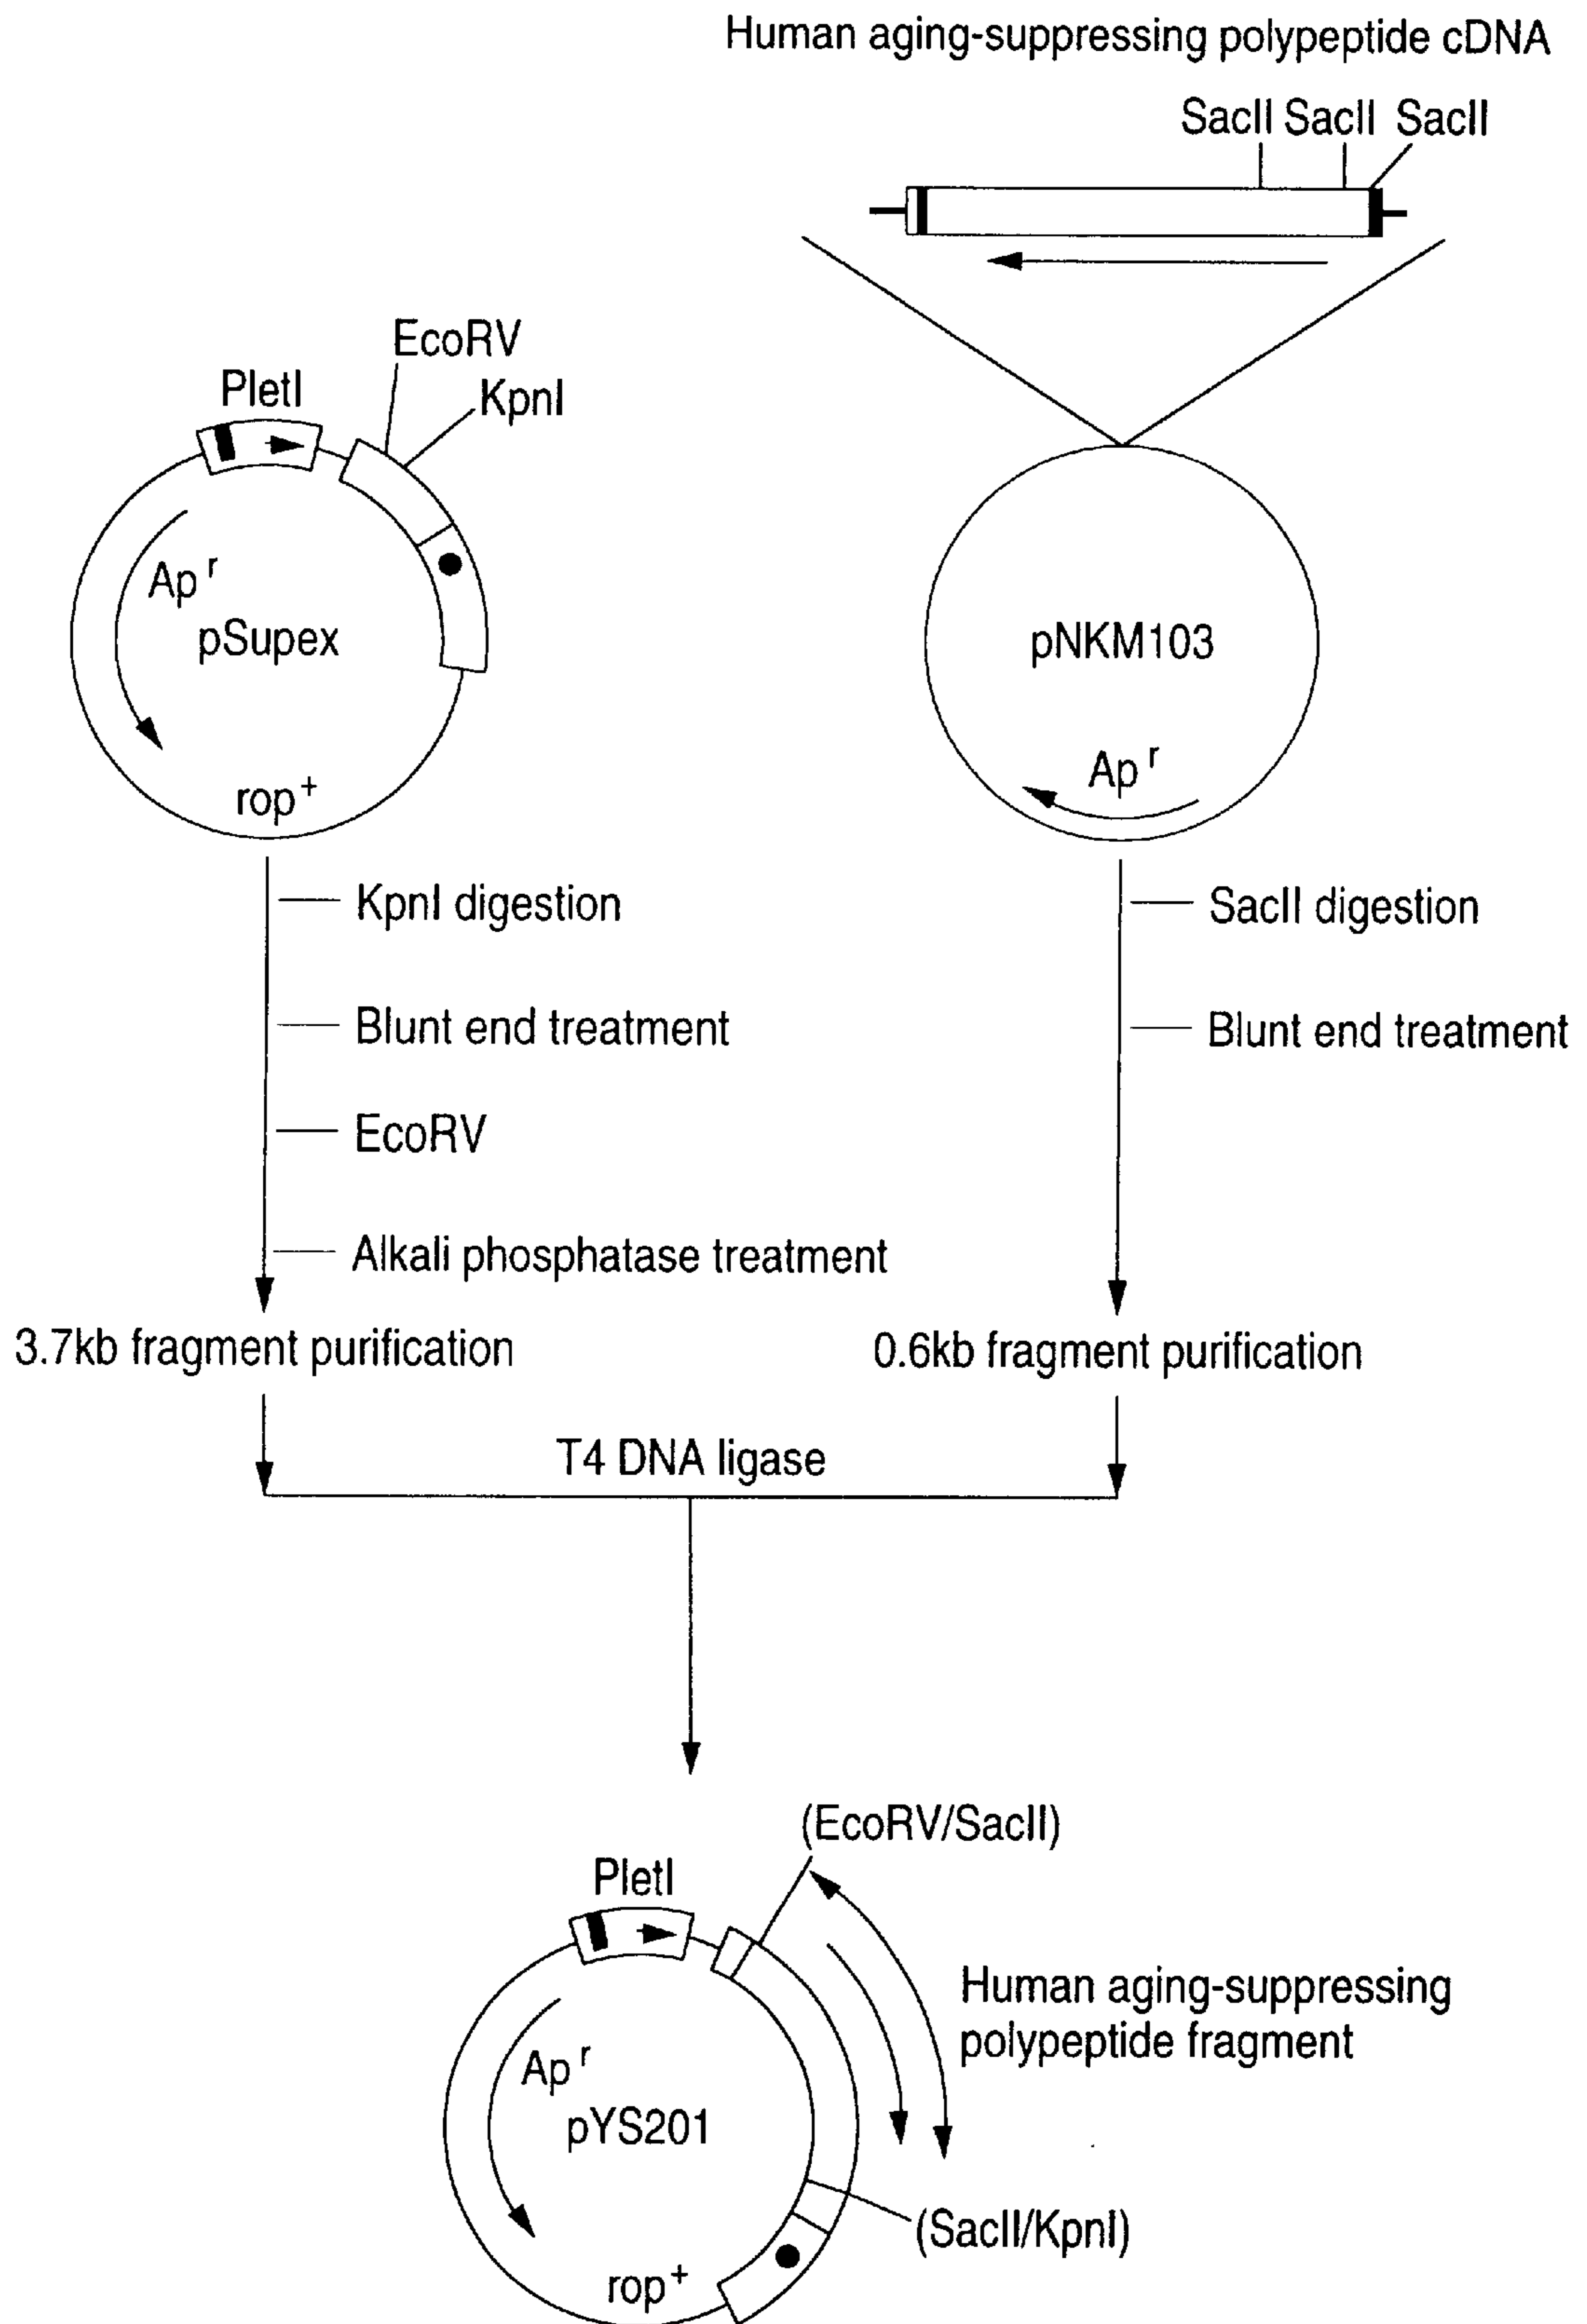 Human aging-suppressing polypeptide cDNA
SacII SacII SacII
EcoRV
KpnI
PletI
Ap r
pSupex
rop +
pNKM103
Ap r
KpnI digestion
Blunt end treatment
EcoRV
Alkali phosphatase treatment
3.7kb fragment purification
SacII digestion
Blunt end treatment
0.6kb fragment purification
T4 DNA ligase
(EcoRV/SacII)
PletI
Human aging-suppressing
polypeptide fragment
Ap r
pYS201
(SacII/KpnI)
rop +